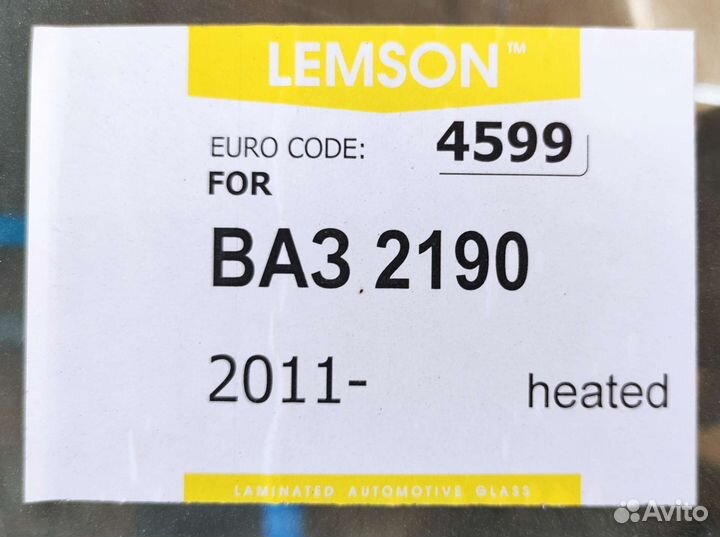 LEMSON™
EURO CODE: 4599
FOR
ВАЗ 2190
2011- heated
LAMINATED AUTOMOTIVE GLASS
Avito